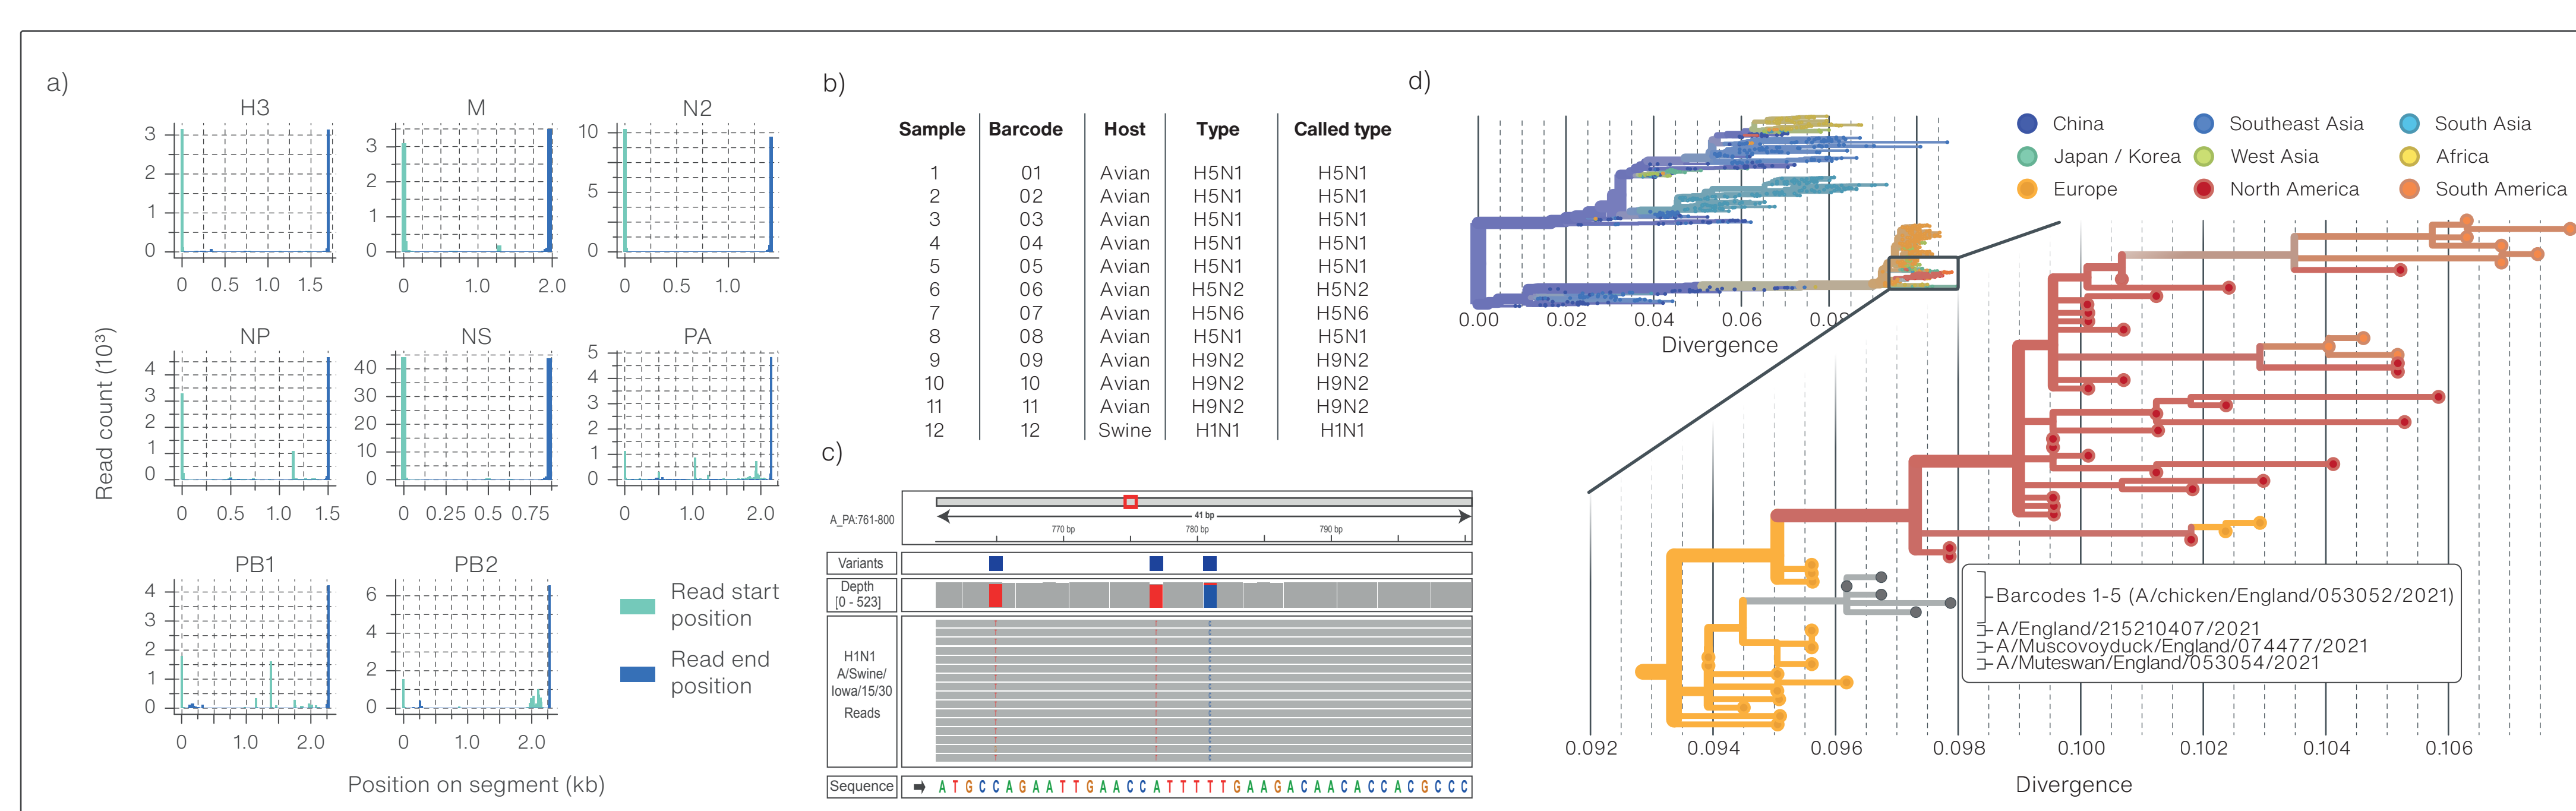 a)
H3
M
N2
3
2
1
0
0 0.5 1.0 1.5
3
2
1
0
0 1.0 2.0
10
5
0
0 0.5 1.0
NP
NS
PA
4
3
2
1
0
0 0.5 1.0 1.5
40
30
20
10
0
0 0.25 0.5 0.75
5
4
3
2
1
0
0 1.0 2.0
PB1
PB2
4
3
2
1
0
0 1.0 2.0
6
4
2
0
0 1.0 2.0
Read count (10³)
Position on segment (kb)
Read start
position
Read end
position
b)
Sample Barcode Host Type Called type
1 01 Avian H5N1 H5N1
2 02 Avian H5N1 H5N1
3 03 Avian H5N1 H5N1
4 04 Avian H5N1 H5N1
5 05 Avian H5N1 H5N1
6 06 Avian H5N2 H5N2
7 07 Avian H5N6 H5N6
8 08 Avian H5N1 H5N1
9 09 Avian H9N2 H9N2
10 10 Avian H9N2 H9N2
11 11 Avian H9N2 H9N2
12 12 Swine H1N1 H1N1
c)
A_PA:761-800
41 bp
770 bp 780 bp 790 bp
Variants
Depth
[0 - 523]
H1N1
A/Swine/
Iowa/15/30
Reads
Sequence
A T G C C A G A A T T G A A C C A T T T T T G A A G A C A A C A C C A C G C C C
d)
China Southeast Asia South Asia
Japan / Korea West Asia Africa
Europe North America South America
0.00 0.02 0.04 0.06 0.08
Divergence
Barcodes 1-5 (A/chicken/England/053052/2021)
A/England/215210407/2021
A/Muscovoyduck/England/074477/2021
A/Muteswan/England/053054/2021
0.092 0.094 0.096 0.098 0.100 0.102 0.104 0.106
Divergence